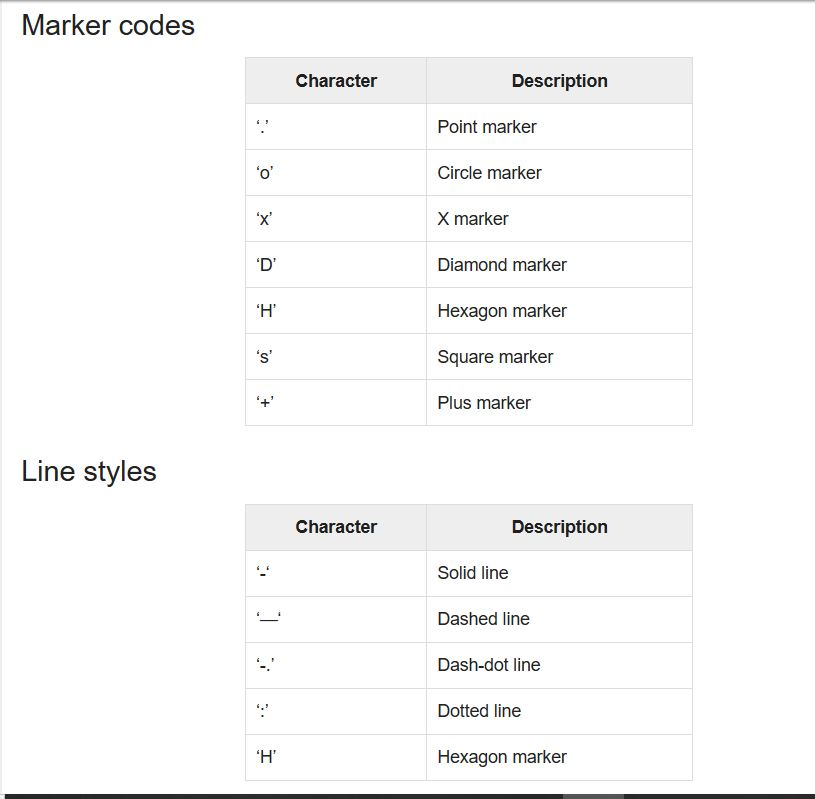 Marker codes
Character Description
‘.’ Point marker
‘o’ Circle marker
‘x’ X marker
‘D’ Diamond marker
‘H’ Hexagon marker
‘s’ Square marker
‘+’ Plus marker
Line styles
Character Description
‘-‘ Solid line
‘—‘ Dashed line
‘-.’ Dash-dot line
‘:’ Dotted line
‘H’ Hexagon marker